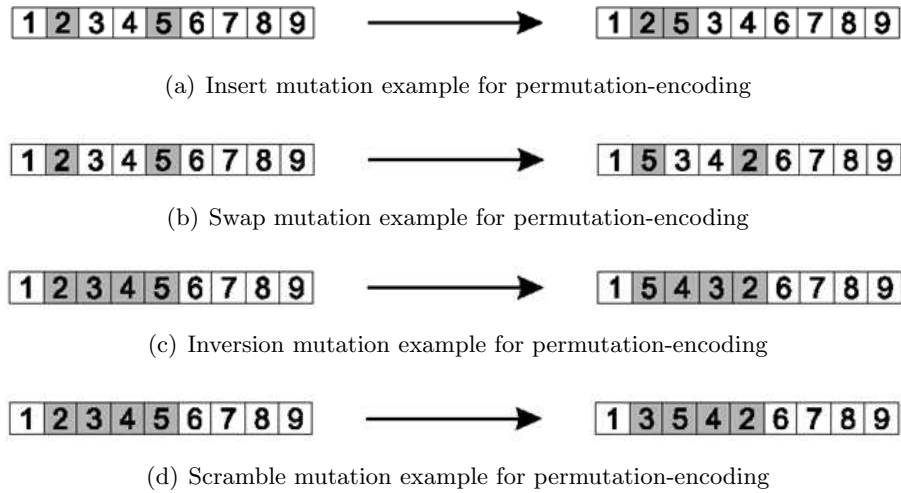 1 2 3 4 5 6 7 8 9 1 2 5 3 4 6 7 8 9
(a) Insert mutation example for permutation-encoding
1 2 3 4 5 6 7 8 9 1 5 3 4 2 6 7 8 9
(b) Swap mutation example for permutation-encoding
1 2 3 4 5 6 7 8 9 1 5 4 3 2 6 7 8 9
(c) Inversion mutation example for permutation-encoding
1 2 3 4 5 6 7 8 9 1 3 5 4 2 6 7 8 9
(d) Scramble mutation example for permutation-encoding